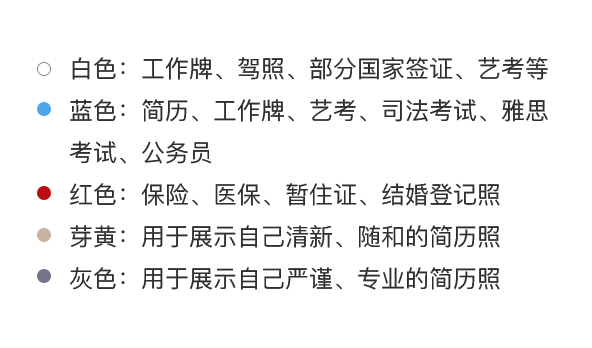 白色：工作牌、驾照、部分国家签证、艺考等
蓝色：简历、工作牌、艺考、司法考试、雅思
考试、公务员
红色：保险、医保、暂住证、结婚登记照
芽黄：用于展示自己清新、随和的简历照
灰色：用于展示自己严谨、专业的简历照